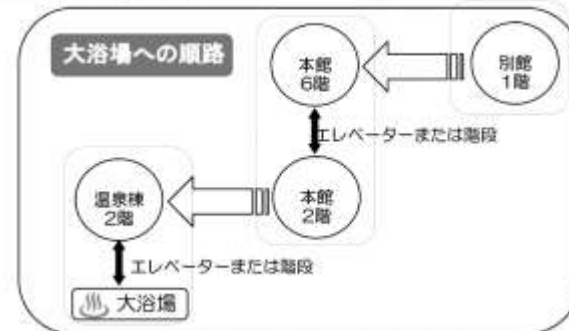 大浴場への順路
本館
6階
別館
1階
エレベーターまたは階段
温泉棟
2階
本館
2階
エレベーターまたは階段
大浴場